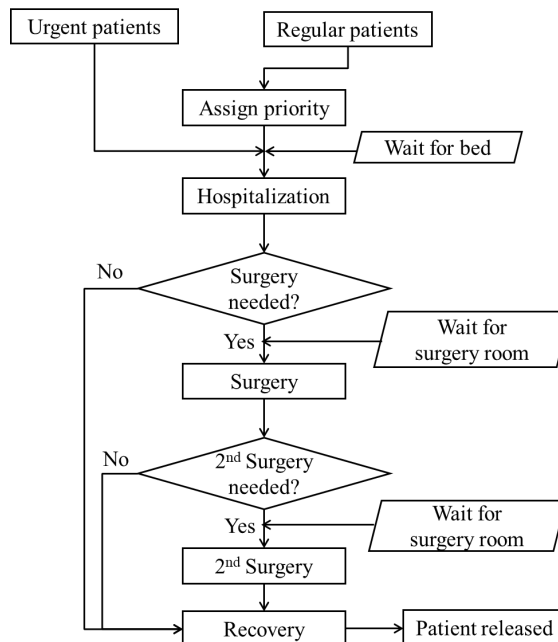 Urgent patients
Regular patients
Assign priority
Wait for bed
Hospitalization
No
Surgery
needed?
Yes
Wait for
surgery room
Surgery
No
2nd Surgery
needed?
Yes
Wait for
surgery room
2nd Surgery
Recovery
Patient released